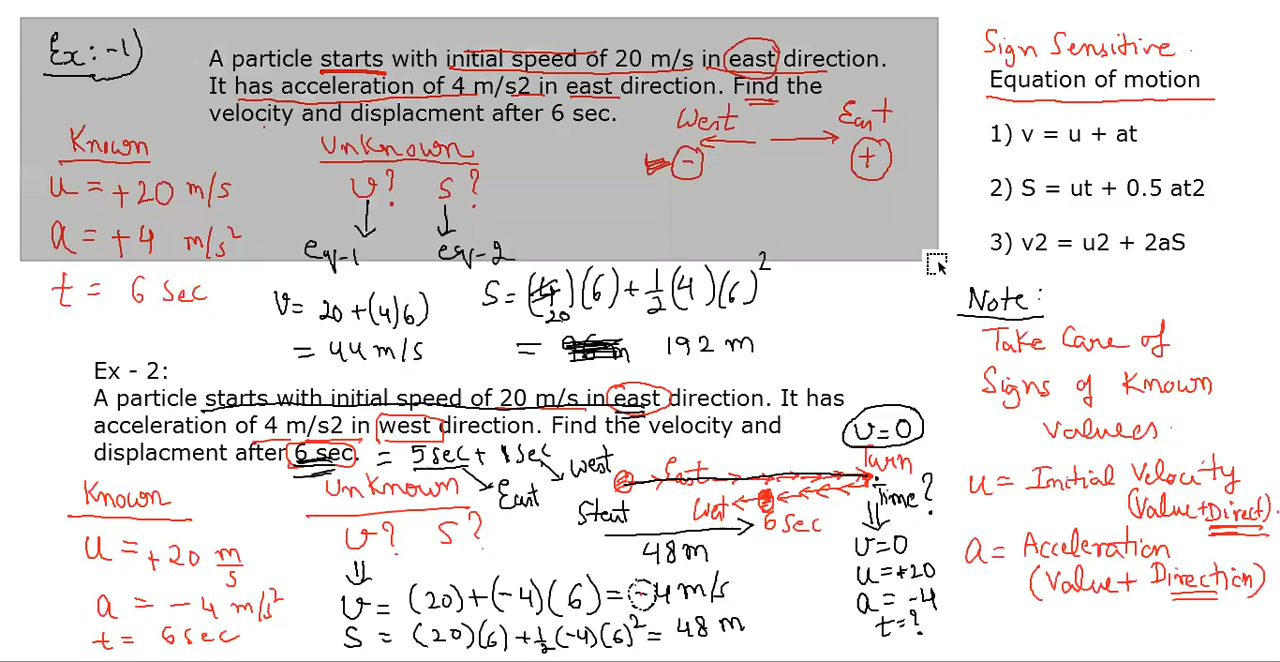 Ex:-1)
A particle starts with initial speed of 20 m/s in east direction.
It has acceleration of 4 m/s2 in east direction. Find the
velocity and displacment after 6 sec.
West East
- +
Known
u = +20 m/s
a = +4 m/s²
t = 6 sec
Unknown
v? s?
eq-1 eq-2
v = 20 + (4)6)
= 44 m/s
S = (20)(6) + 1/2 (4)(6)²
= 192 m
Ex - 2:
A particle starts with initial speed of 20 m/s in east direction. It has
acceleration of 4 m/s2 in west direction. Find the velocity and
displacment after 6 sec. = 5 sec + 1 sec
East West
Known
u = +20 m/s
a = -4 m/s²
t = 6 sec
Unknown
v? s?
v = (20) + (-4)(6) = -4 m/s
S = (20)(6) + 1/2 (-4)(6)² = 48 m
v = 0
Turn
East
West
6 sec
48 m
Time?
v = 0
u = +20
a = -4
t = ?
Sign Sensitive
Equation of motion
1) v = u + at
2) S = ut + 0.5 at2
3) v2 = u2 + 2aS
Note:
Take Care of
Signs of Known
values.
u = Initial Velocity
(Value + Direct).
a = Acceleration
(Value + Direction)